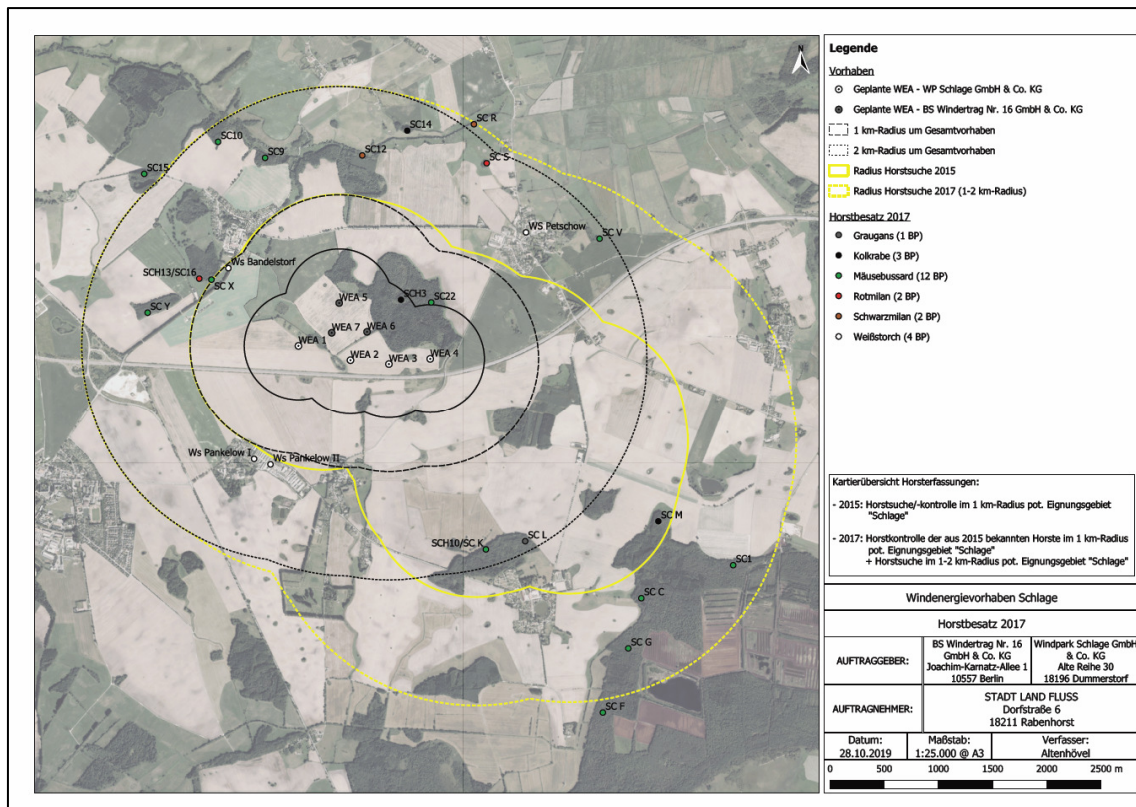 N
SC10
SC9
SC15
SC12
SC14
SC R
SC S
WS Petschow
SC V
Ws Bandelstorf
SCH13/SC16
SC X
SC Y
SCH3
SC22
WEA 5
WEA 7
WEA 6
WEA 1
WEA 2
WEA 3
WEA 4
Ws Pankelow I
Ws Pankelow II
SC M
SC L
SCH10/SC K
SC1
SC C
SC G
SC F
Legende
Vorhaben
Geplante WEA - WP Schlage GmbH & Co. KG
Geplante WEA - BS Windertrag Nr. 16 GmbH & Co. KG
1 km-Radius um Gesamtvorhaben
2 km-Radius um Gesamtvorhaben
Radius Horstsuche 2015
Radius Horstsuche 2017 (1-2 km-Radius)
Horstbesatz 2017
Graugans (1 BP)
Kolkrabe (3 BP)
Mäusebussard (12 BP)
Rotmilan (2 BP)
Schwarzmilan (2 BP)
Weißstorch (4 BP)
Kartierübersicht Horsterfassungen:
- 2015: Horstsuche/-kontrolle im 1 km-Radius pot. Eignungsgebiet
"Schlage"
- 2017: Horstkontrolle der aus 2015 bekannten Horste im 1 km-Radius
pot. Eignungsgebiet "Schlage"
+ Horstsuche im 1-2 km-Radius pot. Eignungsgebiet "Schlage"
Windenergievorhaben Schlage
Horstbesatz 2017
AUFTRAGGEBER:
BS Windertrag Nr. 16
GmbH & Co. KG
Joachim-Karnatz-Allee 1
10557 Berlin
Windpark Schlage GmbH
& Co. KG
Alte Reihe 30
18196 Dummerstorf
AUFTRAGNEHMER:
STADT LAND FLUSS
Dorfstraße 6
18211 Rabenhorst
Datum:
28.10.2019
Maßstab:
1:25.000 @ A3
Verfasser:
Altenhövel
0 500 1000 1500 2000 2500 m